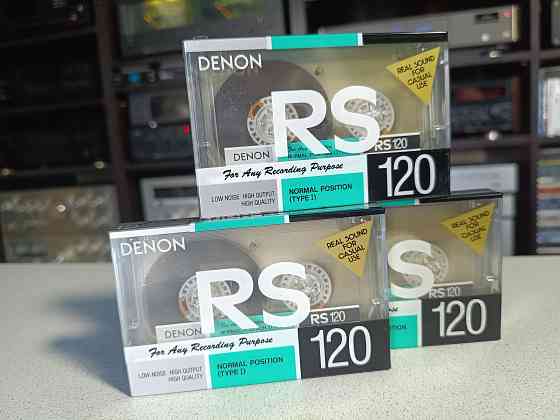 DENON
REAL SOUND
FOR
CASUAL
USE
RS
DENON
RS 120
For Any Recording Purpose
LOW-NOISE·HIGH OUTPUT
HIGH QUALITY
NORMAL POSITION
(TYPE I)
120
DENON
REAL SOUND
FOR
CASUAL
USE
RS
DENON
RS 120
For Any Recording Purpose
LOW-NOISE·HIGH OUTPUT
HIGH QUALITY
NORMAL POSITION
(TYPE I)
120
REAL SOUND
FOR
CASUAL
USE
S
RS 120
120